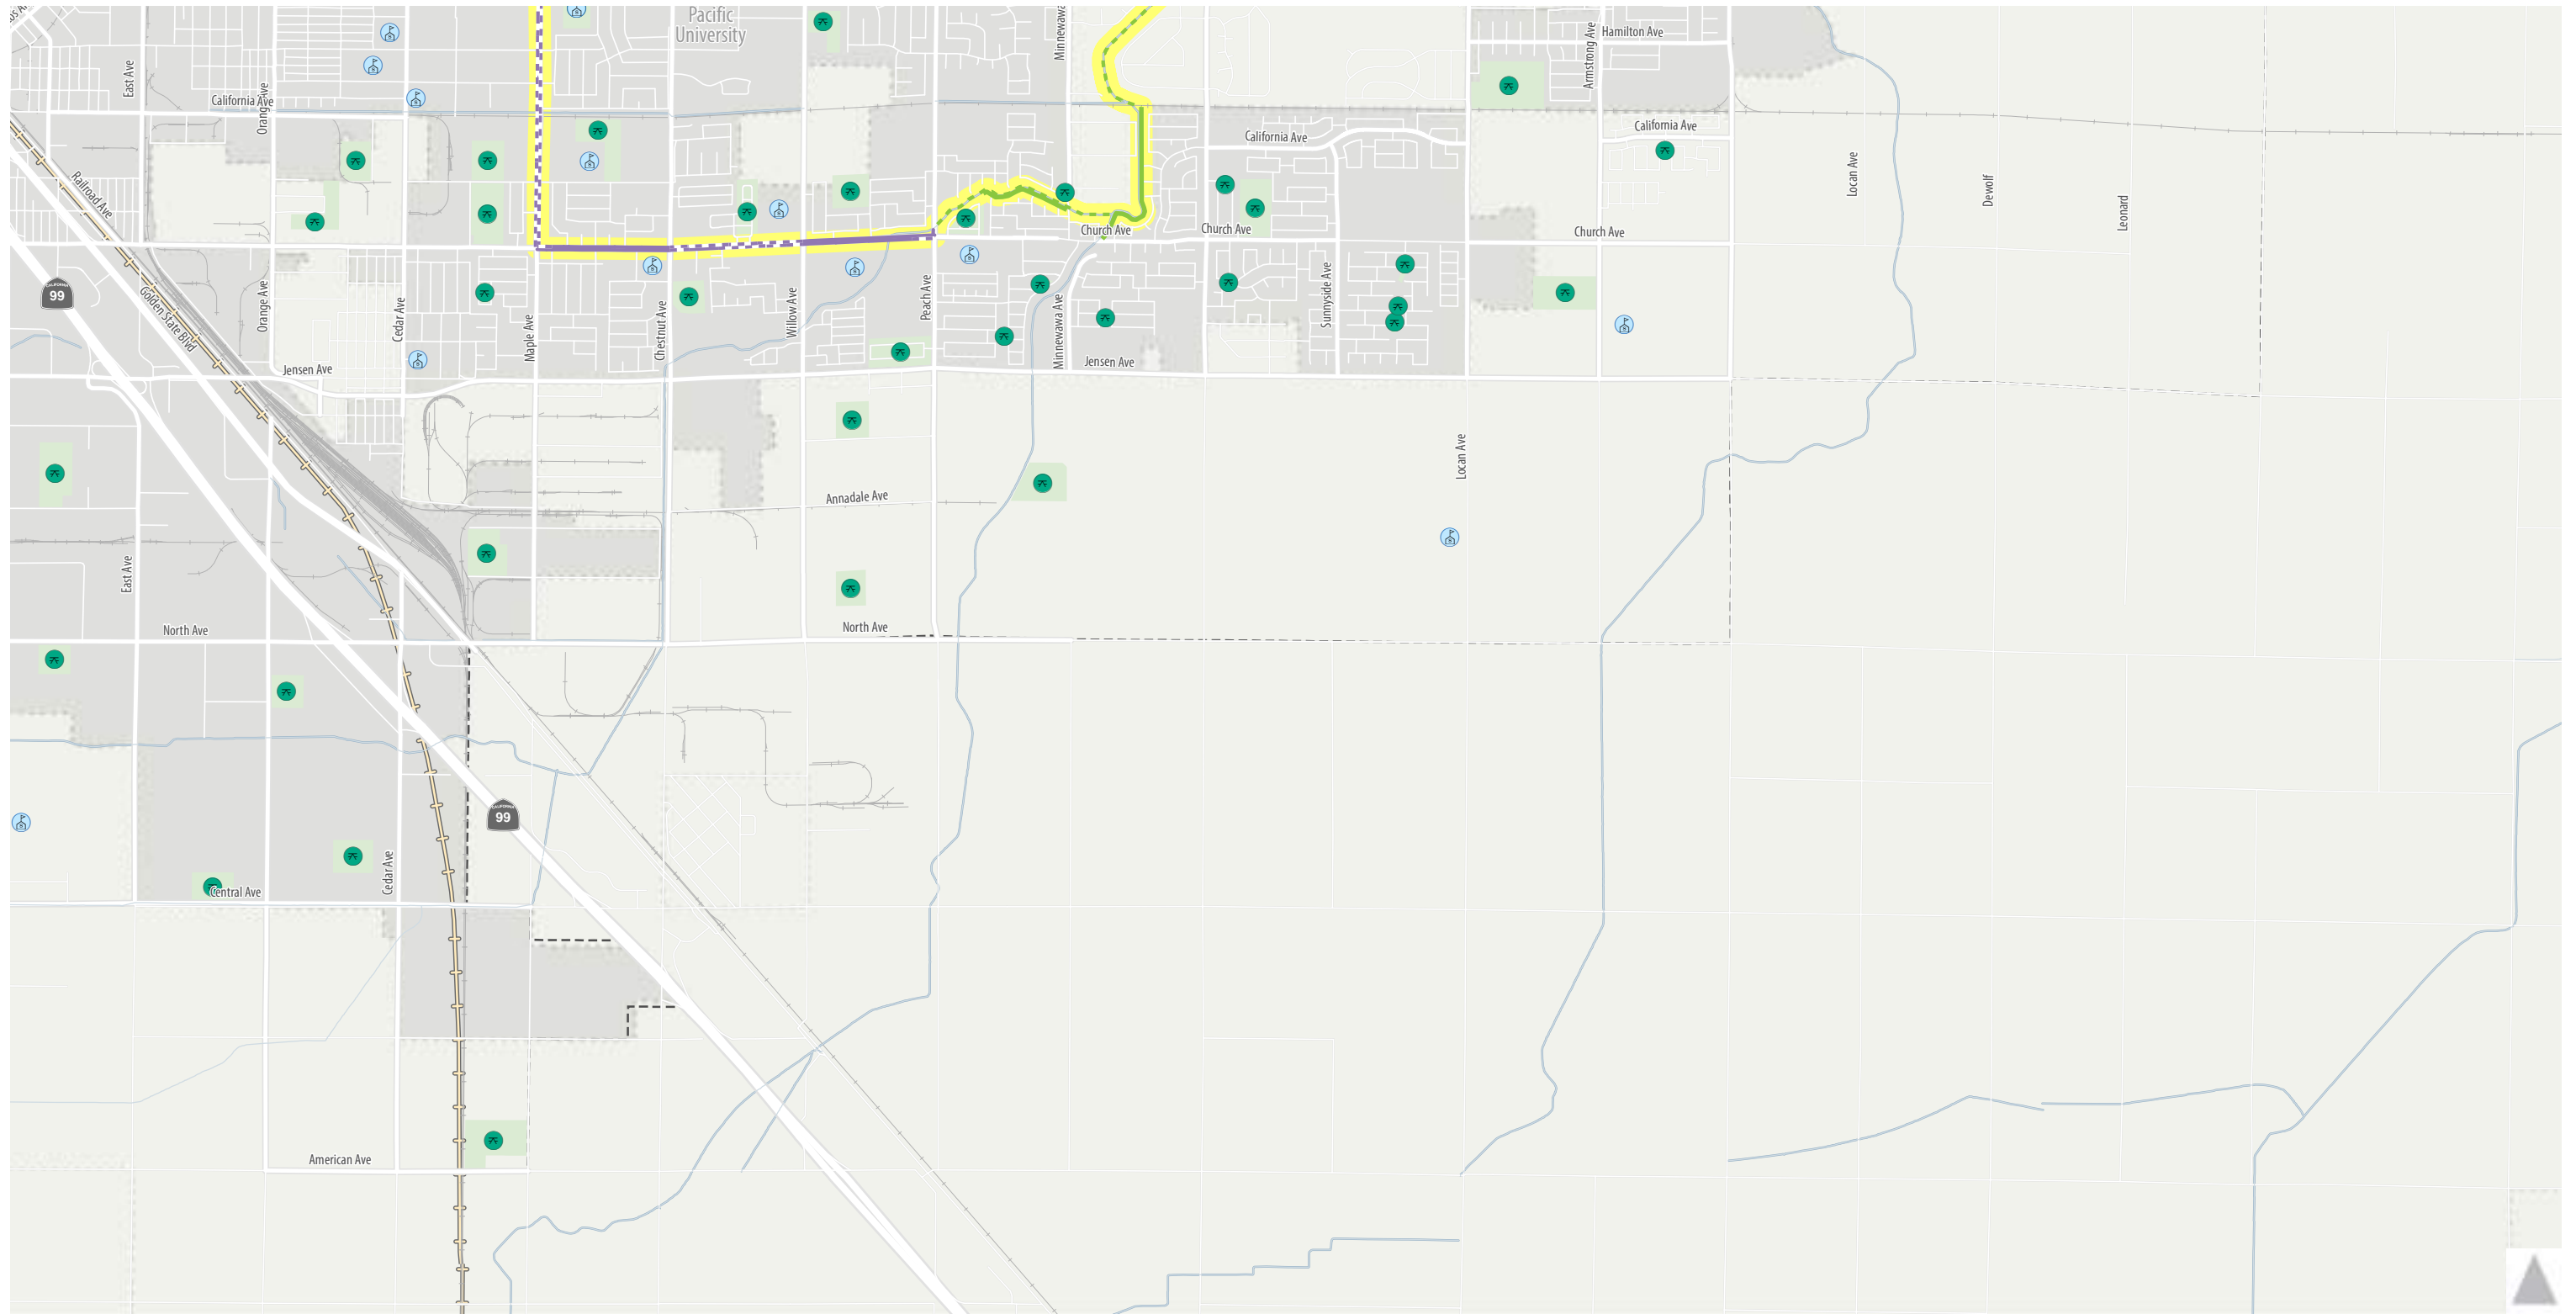 Pacific
University
Minnewawa
Armstrong Ave
Hamilton Ave
East Ave
Orange Ave
California Ave
California Ave
California Ave
Railroad Ave
Locan Ave
Dewolf
Leonard
Church Ave
Church Ave
Church Ave
CALIFORNIA
99
Golden State Blvd
Orange Ave
Cedar Ave
Maple Ave
Chestnut Ave
Willow Ave
Peach Ave
Minnewawa Ave
Sunnyside Ave
Jensen Ave
Jensen Ave
Locan Ave
Annadale Ave
East Ave
North Ave
North Ave
CALIFORNIA
99
Cedar Ave
Central Ave
American Ave